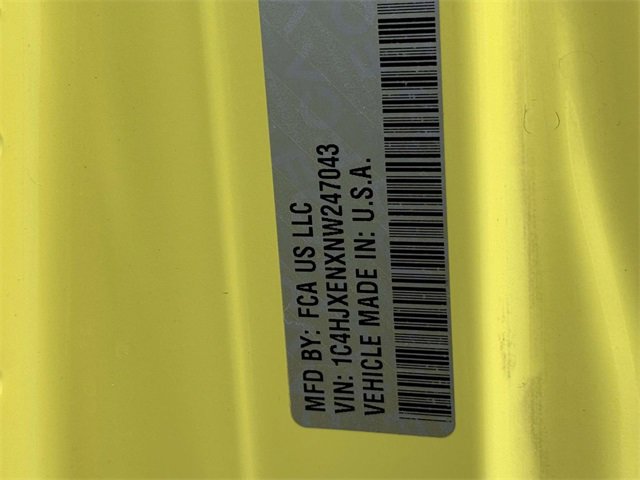 MFD BY: FCA US LLC
VIN: 1C4HJXENXNW247043
VEHICLE MADE IN: U.S.A.